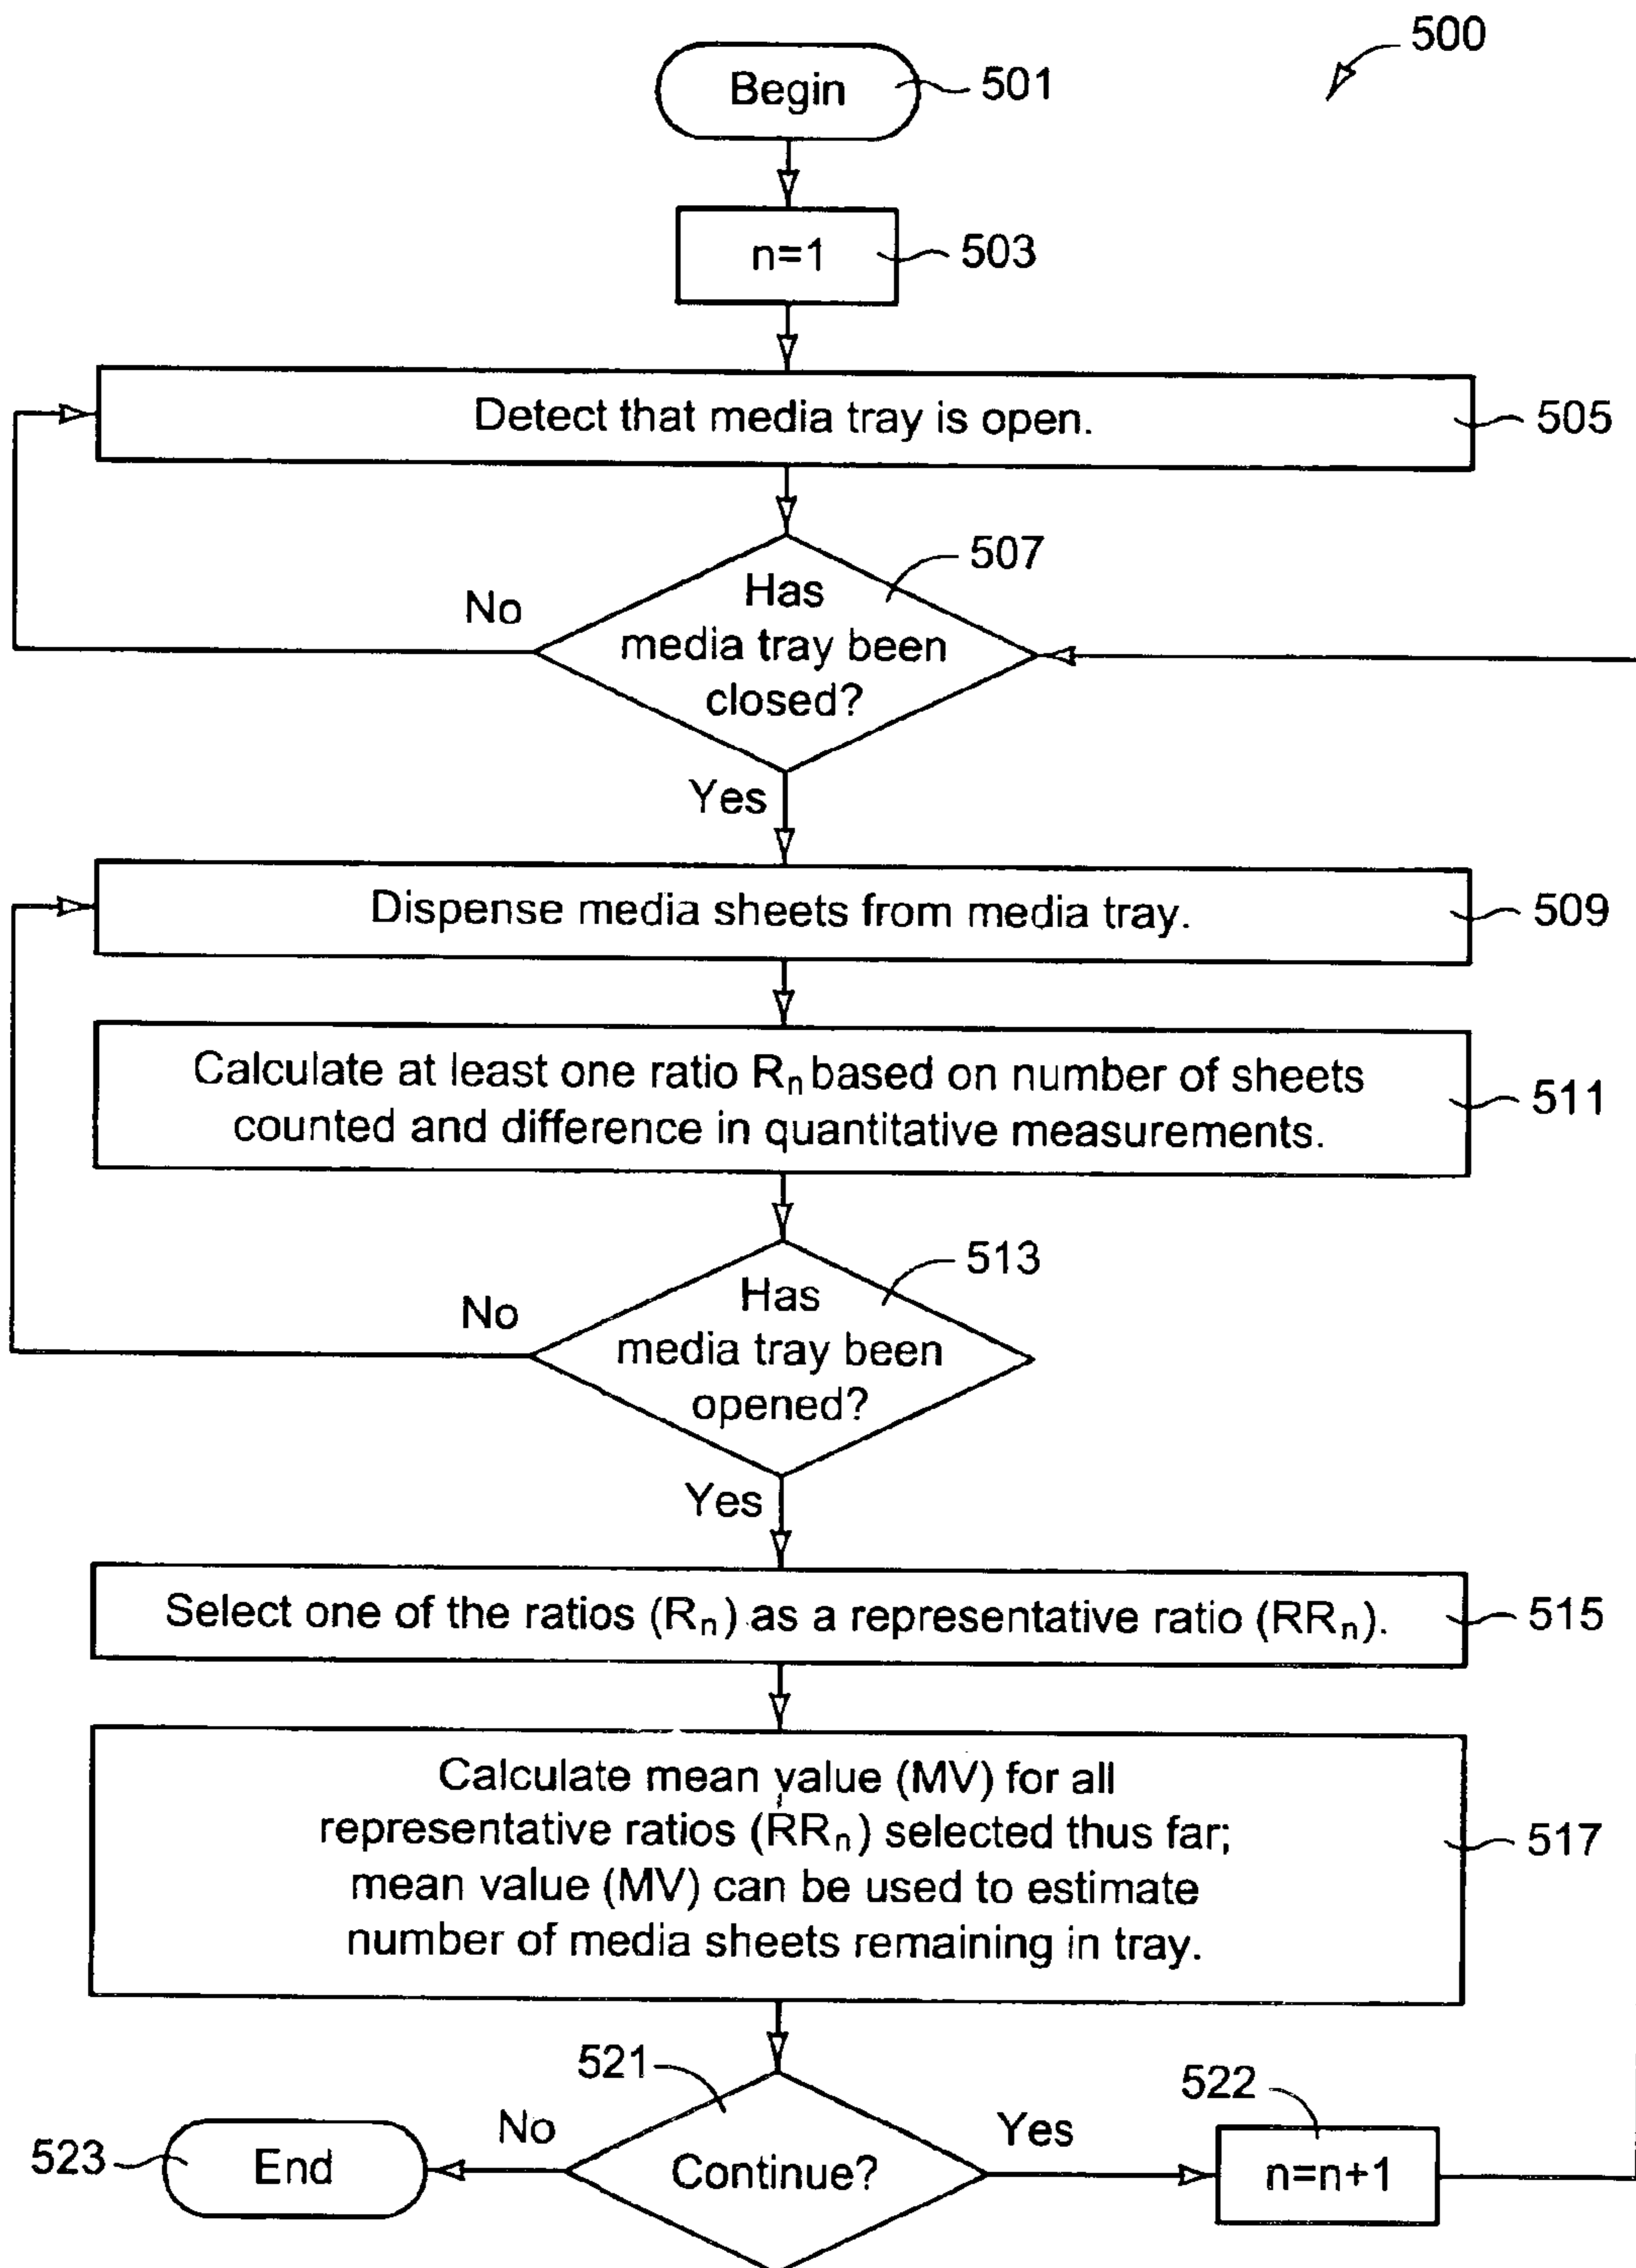 500
Begin
501
n=1
503
Detect that media tray is open.
505
507
Has
media tray been
closed?
No
Yes
Dispense media sheets from media tray.
509
Calculate at least one ratio Rn based on number of sheets
counted and difference in quantitative measurements.
511
513
Has
media tray been
opened?
No
Yes
Select one of the ratios (Rn) as a representative ratio (RRn).
515
Calculate mean value (MV) for all
representative ratios (RRn) selected thus far;
mean value (MV) can be used to estimate
number of media sheets remaining in tray.
517
521
Continue?
No
Yes
522
n=n+1
523
End